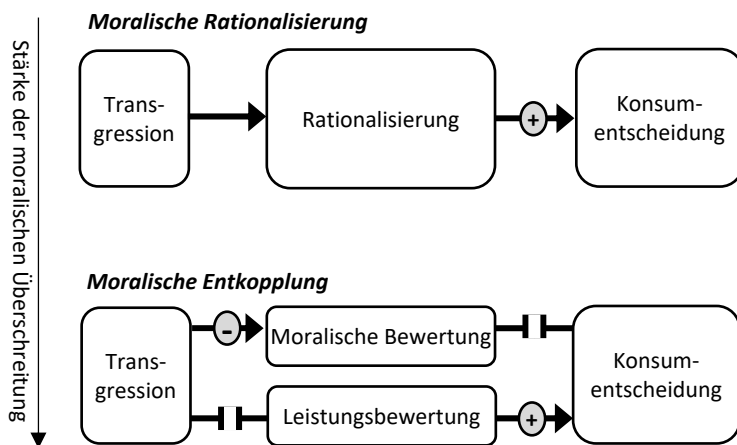 Moralische Rationalisierung
Stärke der moralischen Überschreitung
Trans-
gression
Rationalisierung
+
Konsum-
entscheidung
Moralische Entkopplung
Trans-
gression
-
Moralische Bewertung
Leistungsbewertung
+
Konsum-
entscheidung